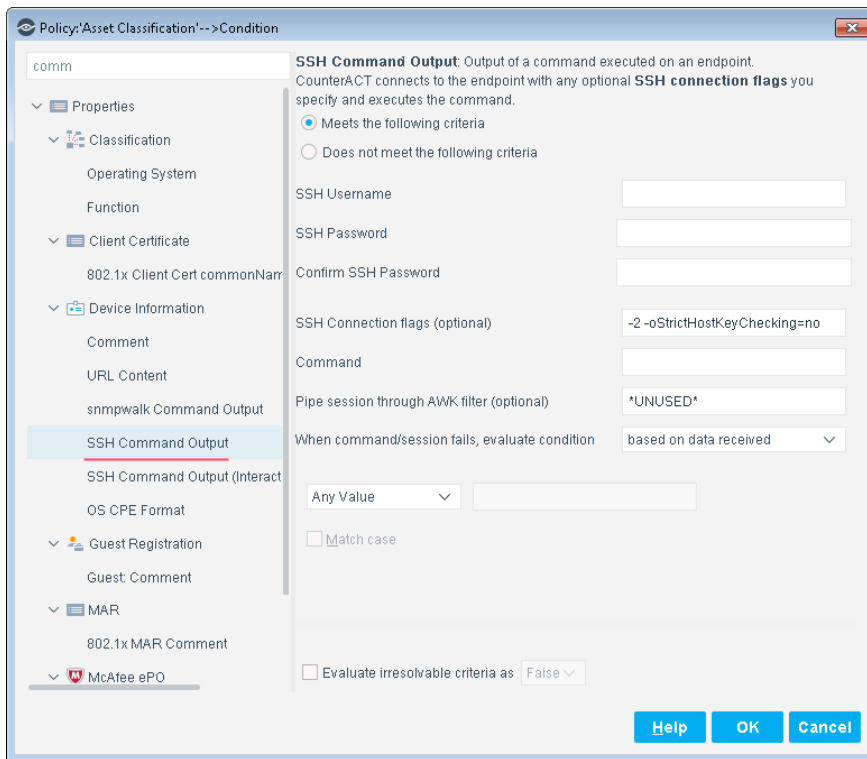 Policy:'Asset Classification'-->Condition
comm
Properties
Classification
Operating System
Function
Client Certificate
802.1x Client Cert commonNam
Device Information
Comment
URL Content
snmpwalk Command Output
SSH Command Output
SSH Command Output (Interact
OS CPE Format
Guest Registration
Guest: Comment
MAR
802.1x MAR Comment
McAfee ePO
SSH Command Output: Output of a command executed on an endpoint.
CounterACT connects to the endpoint with any optional SSH connection flags you
specify and executes the command.
Meets the following criteria
Does not meet the following criteria
SSH Username
SSH Password
Confirm SSH Password
SSH Connection flags (optional) -2 -oStrictHostKeyChecking=no
Command
Pipe session through AWK filter (optional) *UNUSED*
When command/session fails, evaluate condition based on data received
Any Value
Match case
Evaluate irresolvable criteria as False
Help OK Cancel